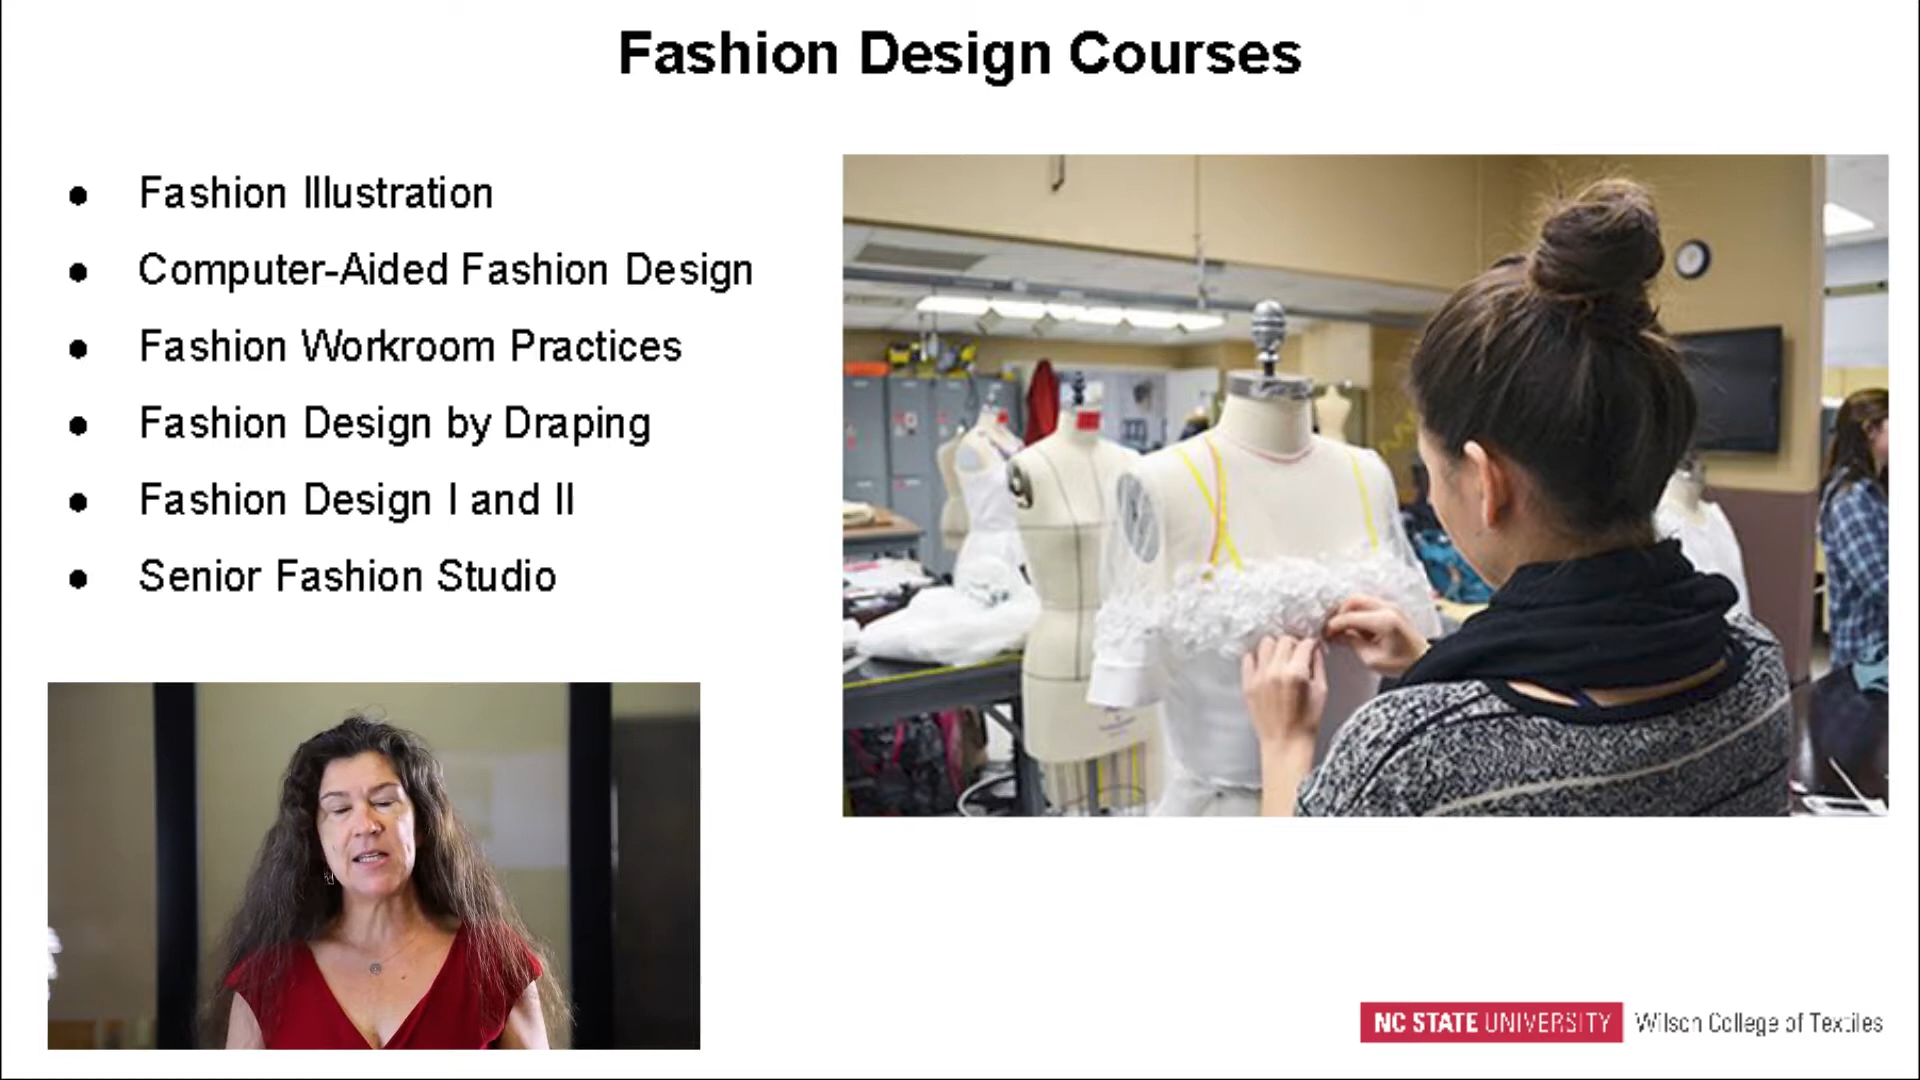 Fashion Design Courses
Fashion Illustration
Computer-Aided Fashion Design
Fashion Workroom Practices
Fashion Design by Draping
Fashion Design I and II
Senior Fashion Studio
NC STATE UNIVERSITY Wilson College of Textiles